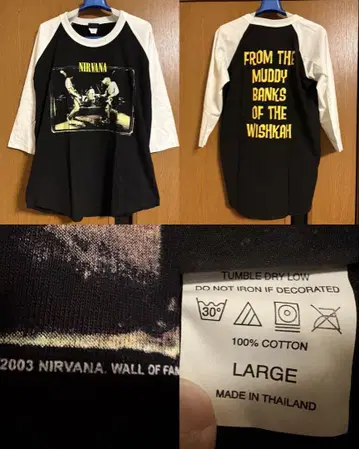 NIRVANA
FROM THE
MUDDY
BANKS
OF THE
WISHKAH
2003 NIRVANA. WALL OF FAM
TUMBLE DRY LOW
DO NOT IRON IF DECORATED
30°
100% COTTON
LARGE
MADE IN THAILAND